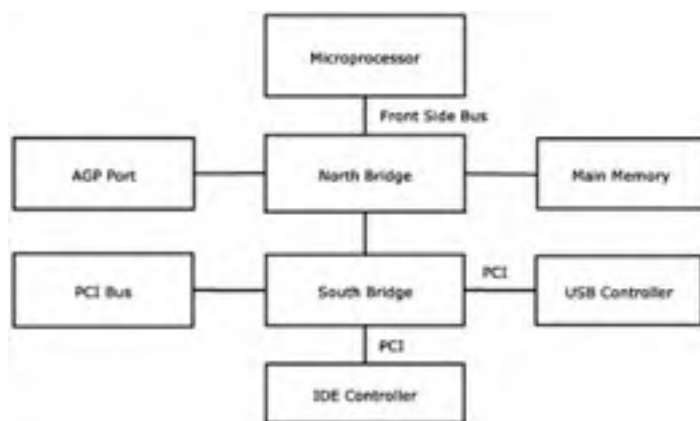 Microprocessor
Front Side Bus
AGP Port
North Bridge
Main Memory
PCI Bus
South Bridge
PCI
USB Controller
PCI
IDE Controller